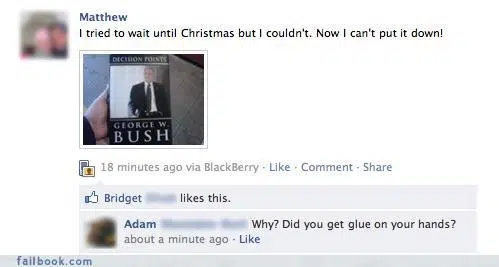 Matthew
I tried to wait until Christmas but I couldn't. Now I can't put it down!
DECISION POINTS
GEORGE W.
BUSH
18 minutes ago via BlackBerry · Like · Comment · Share
Bridget likes this.
Adam Why? Did you get glue on your hands?
about a minute ago · Like
failbook.com